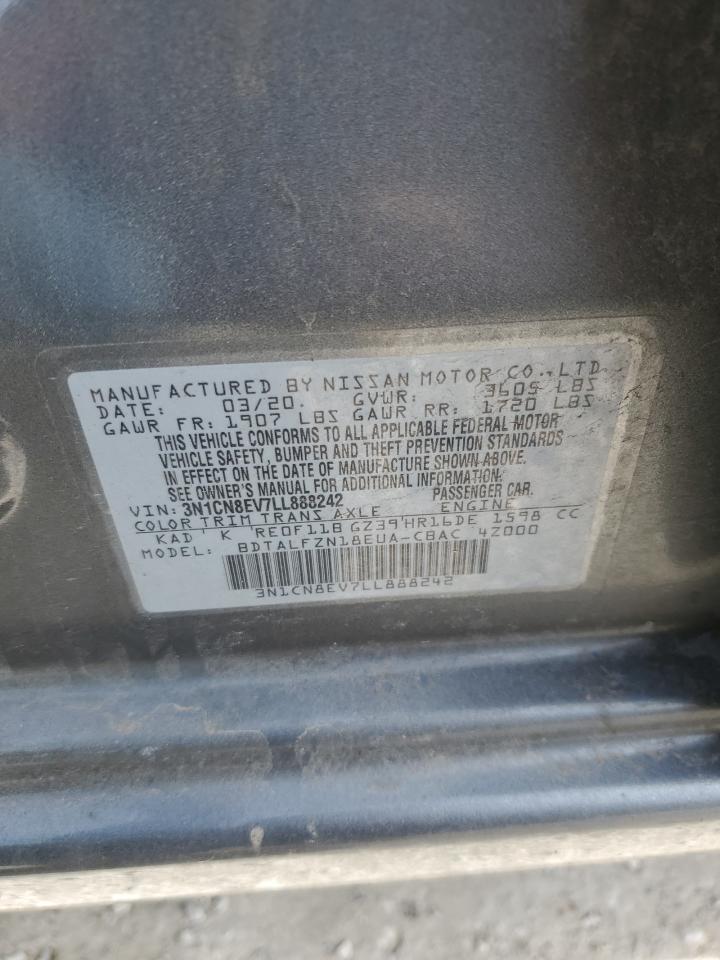 MANUFACTURED BY NISSAN MOTOR CO.,LTD
DATE: 03/20. GVWR: 3609 LBS
GAWR FR: 1907 LBS GAWR RR: 1720 LBS
THIS VEHICLE CONFORMS TO ALL APPLICABLE FEDERAL MOTOR
VEHICLE SAFETY, BUMPER AND THEFT PREVENTION STANDARDS
IN EFFECT ON THE DATE OF MANUFACTURE SHOWN ABOVE.
SEE OWNER'S MANUAL FOR ADDITIONAL INFORMATION.
VIN: 3N1CN8EV7LL888242 PASSENGER CAR.
COLOR TRIM TRANS AXLE ENGINE
KAD K RE0F11B GZ39 HR16DE 1598 CC
MODEL: BDTALFZN18EUA-CBAC 4Z000
3N1CN8EV7LL888242